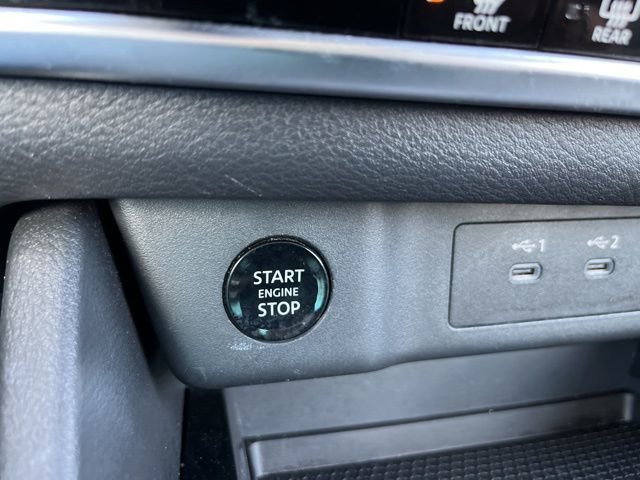 FRONT
REAR
START
ENGINE
STOP
1
2